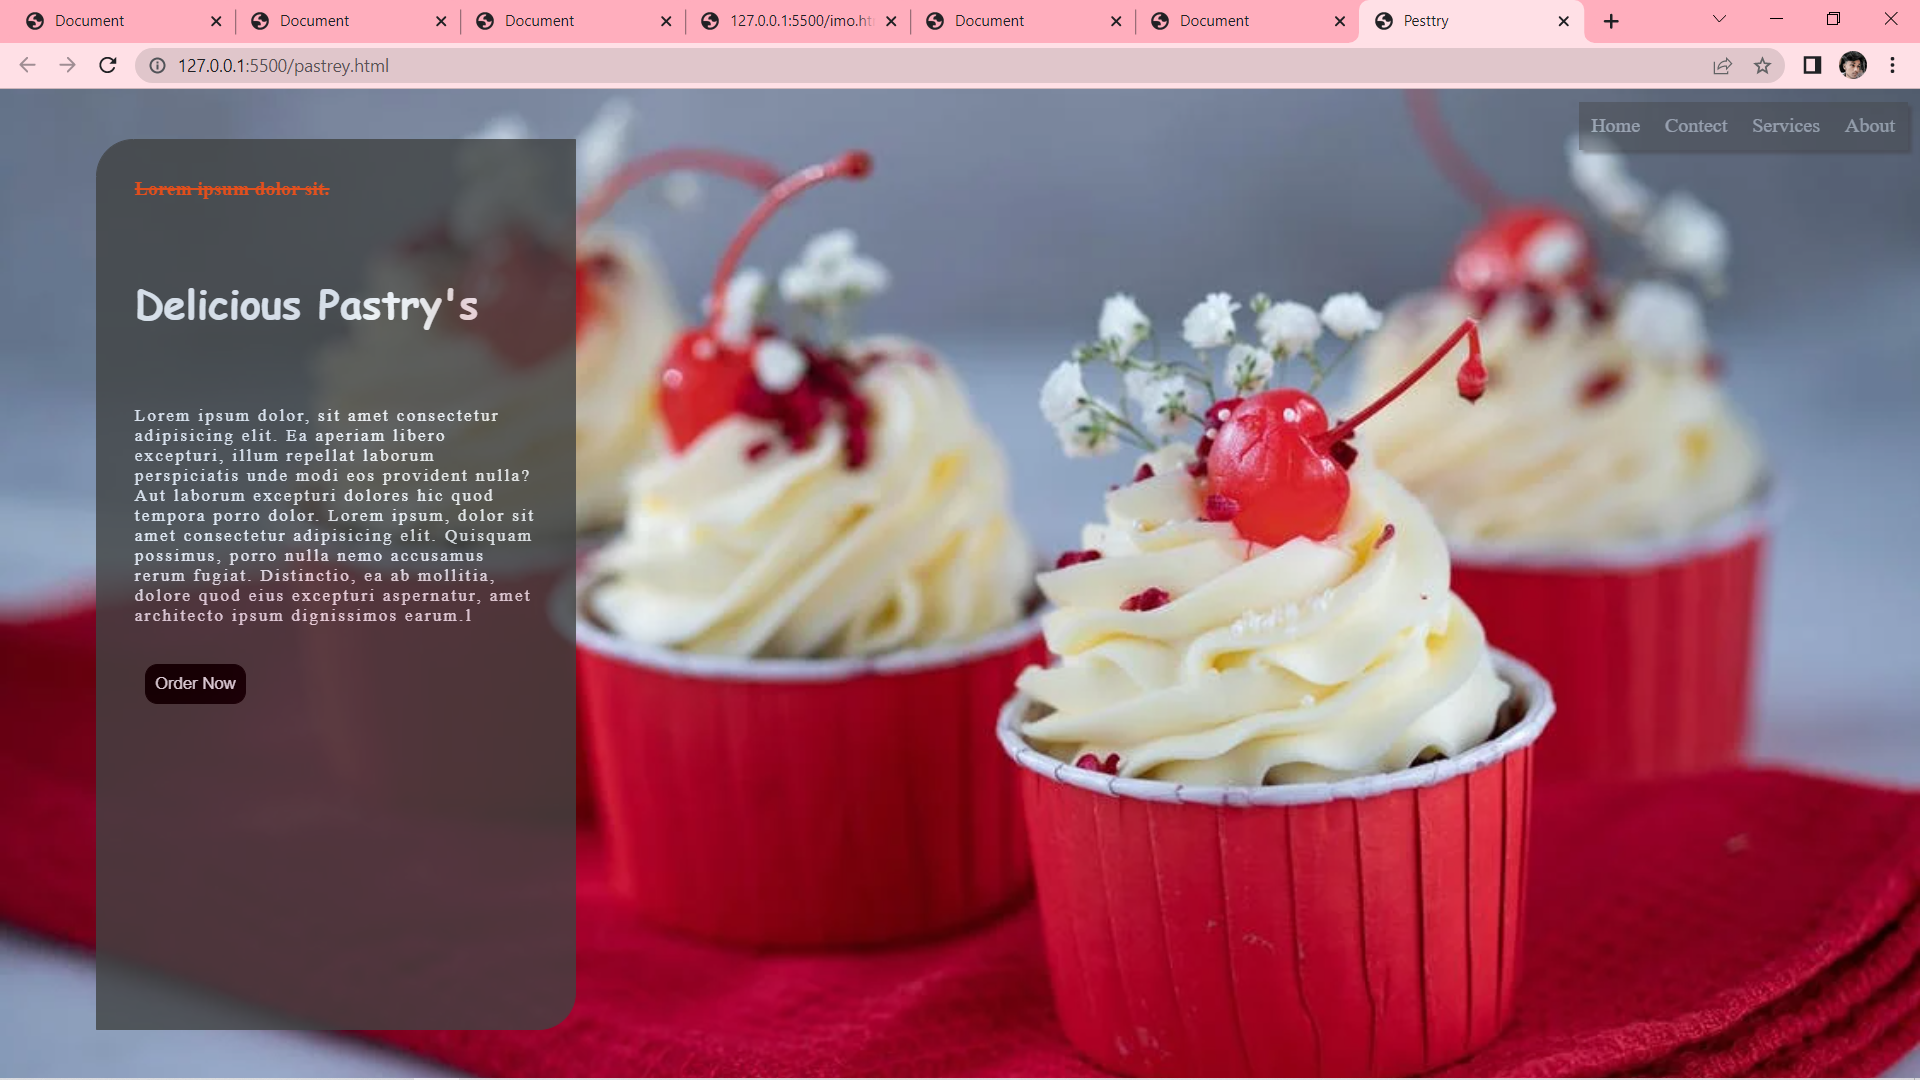 Document
Document
Document
127.0.0.1:5500/imo.ht
Document
Document
Pesttry
127.0.0.1:5500/pastrey.html
Home Contect Services About
Lorem ipsum dolor sit.
Delicious Pastry's
Lorem ipsum dolor, sit amet consectetur
adipisicing elit. Ea aperiam libero
excepturi, illum repellat laborum
perspiciatis unde modi eos provident nulla?
Aut laborum excepturi dolores hic quod
tempora porro dolor. Lorem ipsum, dolor sit
amet consectetur adipisicing elit. Quisquam
possimus, porro nulla nemo accusamus
rerum fugiat. Distinctio, ea ab mollitia,
dolore quod eius excepturi aspernatur, amet
architecto ipsum dignissimos earum.l
Order Now